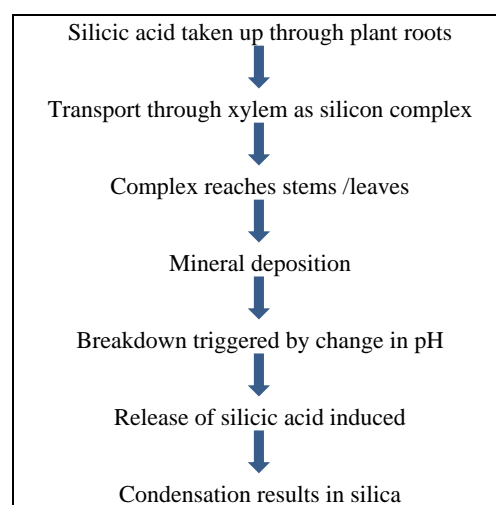 Silicic acid taken up through plant roots
Transport through xylem as silicon complex
Complex reaches stems /leaves
Mineral deposition
Breakdown triggered by change in pH
Release of silicic acid induced
Condensation results in silica